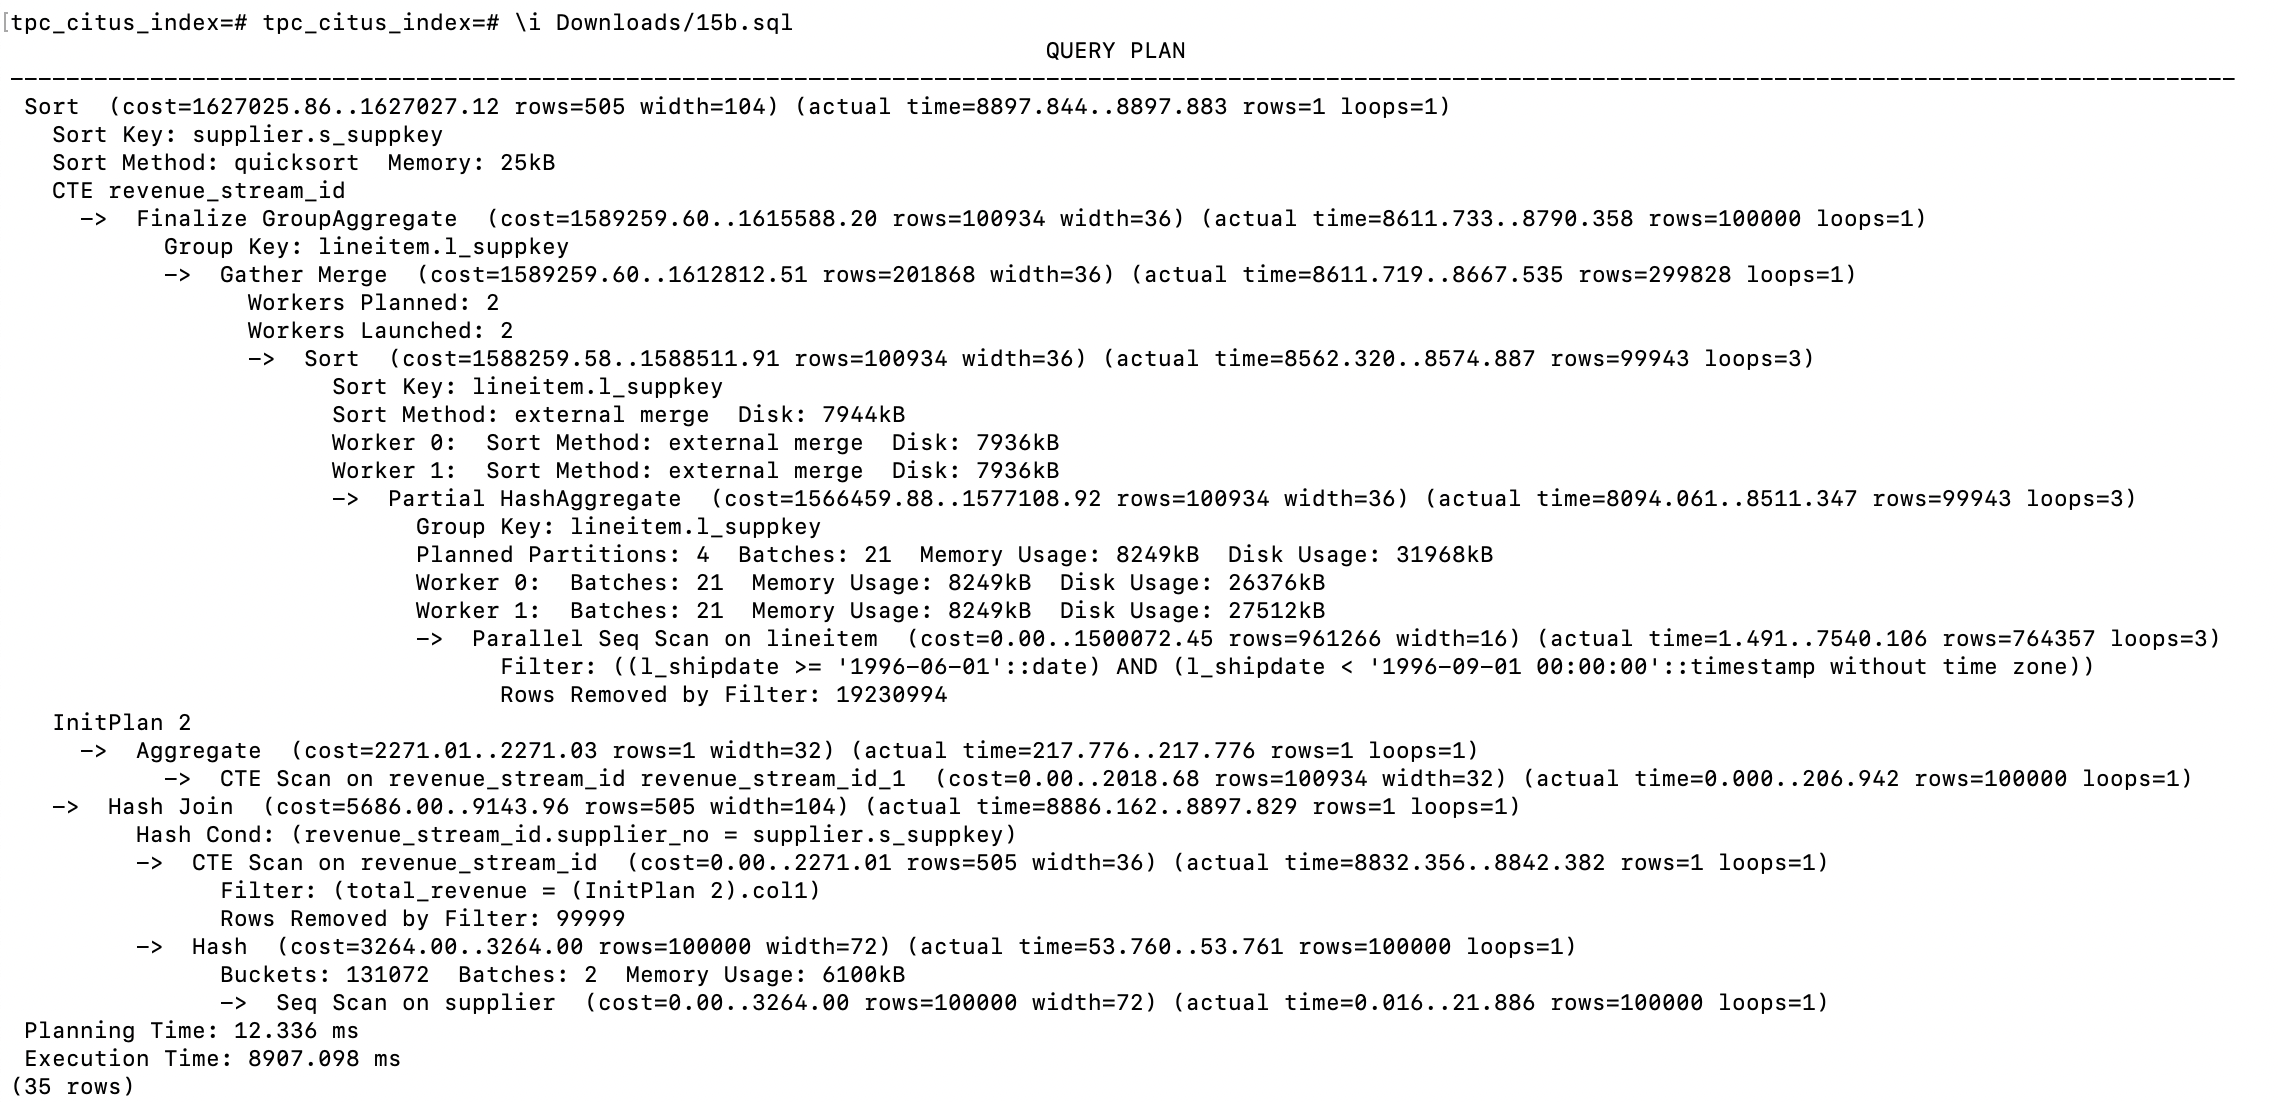 [tpc_citus_index=# tpc_citus_index=# \i Downloads/15b.sql
QUERY PLAN
---------------------------------------------------------------------------------------------------------------------------------------------------------------
Sort  (cost=1627025.86..1627027.12 rows=505 width=104) (actual time=8897.844..8897.883 rows=1 loops=1)
Sort Key: supplier.s_suppkey
Sort Method: quicksort  Memory: 25kB
CTE revenue_stream_id
->  Finalize GroupAggregate  (cost=1589259.60..1615588.20 rows=100934 width=36) (actual time=8611.733..8790.358 rows=100000 loops=1)
Group Key: lineitem.l_suppkey
->  Gather Merge  (cost=1589259.60..1612812.51 rows=201868 width=36) (actual time=8611.719..8667.535 rows=299828 loops=1)
Workers Planned: 2
Workers Launched: 2
->  Sort  (cost=1588259.58..1588511.91 rows=100934 width=36) (actual time=8562.320..8574.887 rows=99943 loops=3)
Sort Key: lineitem.l_suppkey
Sort Method: external merge  Disk: 7944kB
Worker 0:  Sort Method: external merge  Disk: 7936kB
Worker 1:  Sort Method: external merge  Disk: 7936kB
->  Partial HashAggregate  (cost=1566459.88..1577108.92 rows=100934 width=36) (actual time=8094.061..8511.347 rows=99943 loops=3)
Group Key: lineitem.l_suppkey
Planned Partitions: 4  Batches: 21  Memory Usage: 8249kB  Disk Usage: 31968kB
Worker 0:  Batches: 21  Memory Usage: 8249kB  Disk Usage: 26376kB
Worker 1:  Batches: 21  Memory Usage: 8249kB  Disk Usage: 27512kB
->  Parallel Seq Scan on lineitem  (cost=0.00..1500072.45 rows=961266 width=16) (actual time=1.491..7540.106 rows=764357 loops=3)
Filter: ((l_shipdate >= '1996-06-01'::date) AND (l_shipdate < '1996-09-01 00:00:00'::timestamp without time zone))
Rows Removed by Filter: 19230994
InitPlan 2
->  Aggregate  (cost=2271.01..2271.03 rows=1 width=32) (actual time=217.776..217.776 rows=1 loops=1)
->  CTE Scan on revenue_stream_id revenue_stream_id_1  (cost=0.00..2018.68 rows=100934 width=32) (actual time=0.000..206.942 rows=100000 loops=1)
->  Hash Join  (cost=5686.00..9143.96 rows=505 width=104) (actual time=8886.162..8897.829 rows=1 loops=1)
Hash Cond: (revenue_stream_id.supplier_no = supplier.s_suppkey)
->  CTE Scan on revenue_stream_id  (cost=0.00..2271.01 rows=505 width=36) (actual time=8832.356..8842.382 rows=1 loops=1)
Filter: (total_revenue = (InitPlan 2).col1)
Rows Removed by Filter: 99999
->  Hash  (cost=3264.00..3264.00 rows=100000 width=72) (actual time=53.760..53.761 rows=100000 loops=1)
Buckets: 131072  Batches: 2  Memory Usage: 6100kB
->  Seq Scan on supplier  (cost=0.00..3264.00 rows=100000 width=72) (actual time=0.016..21.886 rows=100000 loops=1)
Planning Time: 12.336 ms
Execution Time: 8907.098 ms
(35 rows)